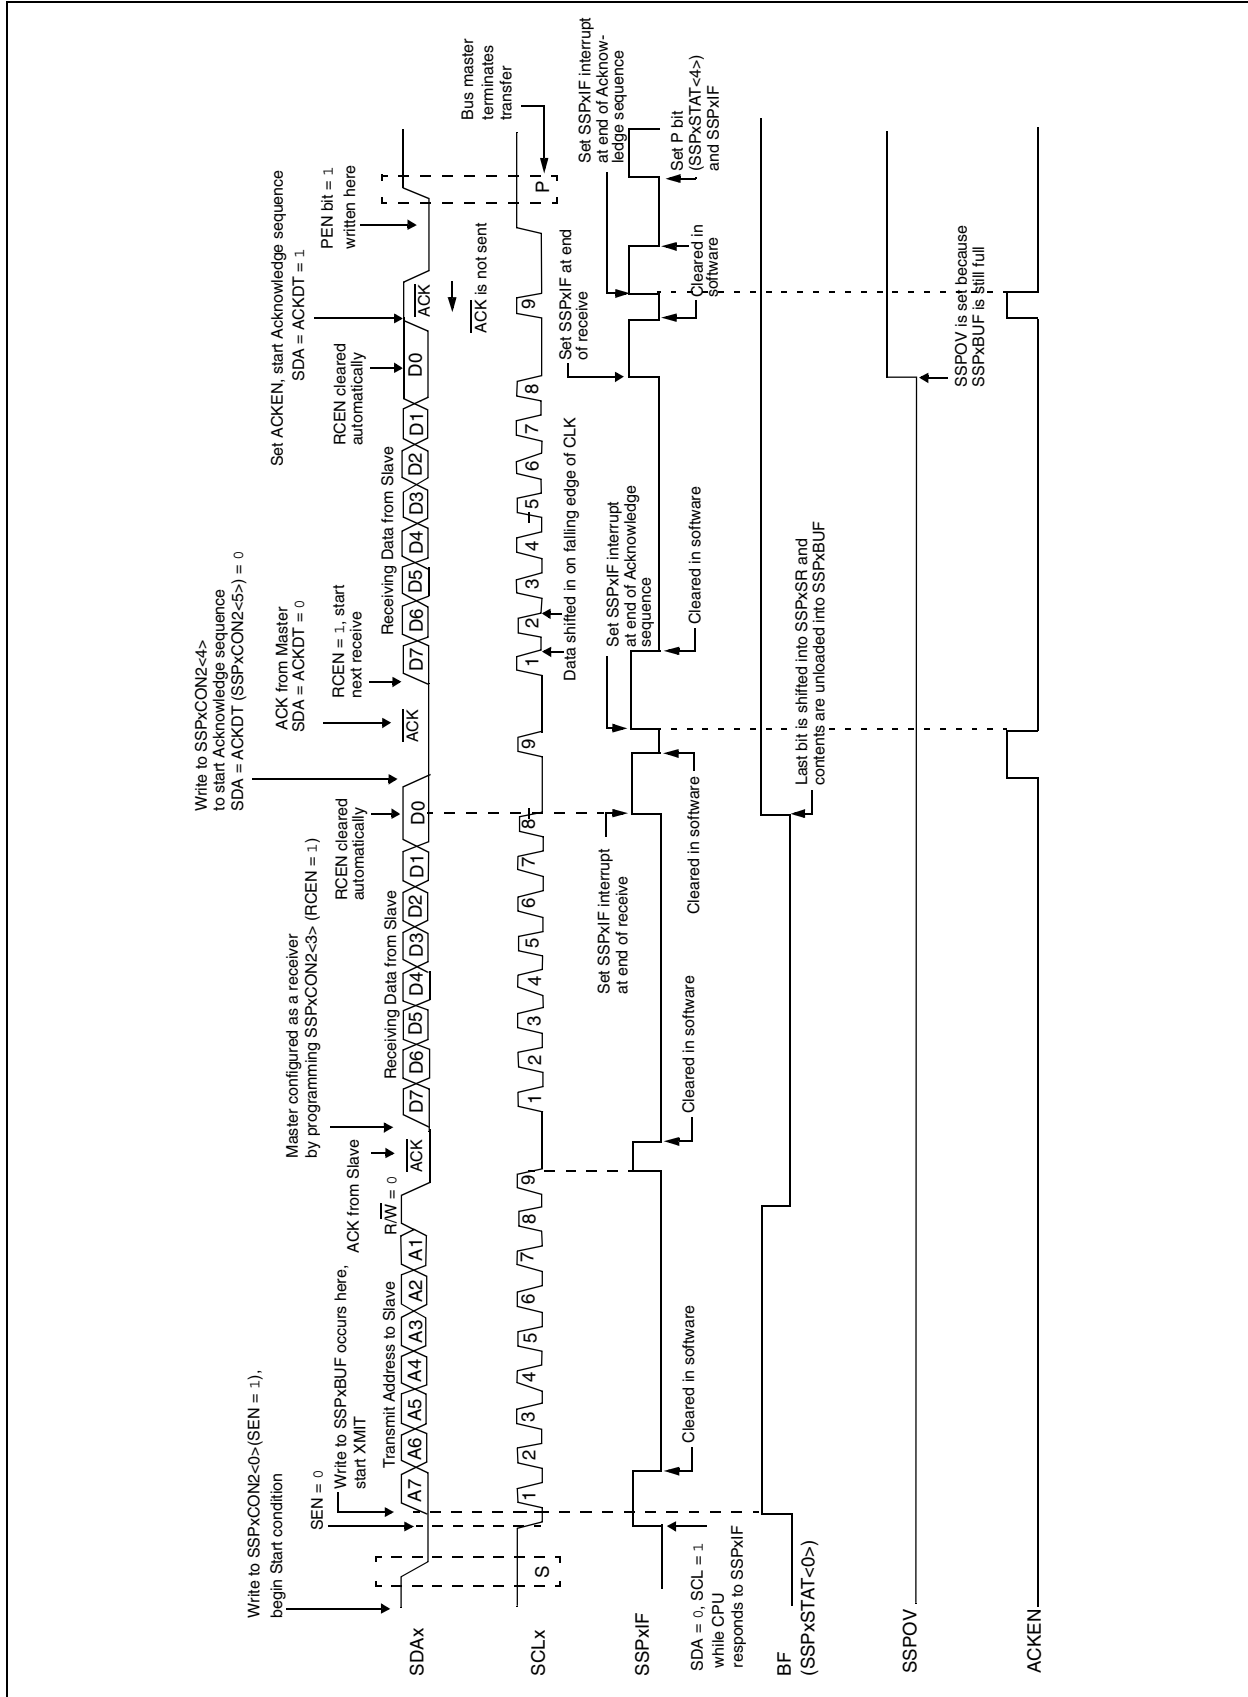 Write to SSPxCON2<0>(SEN = 1),
begin Start condition
SEN = 0
Write to SSPxBUF occurs here,
start XMIT
ACK from Slave
Master configured as a receiver
by programming SSPxCON2<3> (RCEN = 1)
RCEN cleared
automatically
Write to SSPxCON2<4>
to start Acknowledge sequence
SDA = ACKDT (SSPxCON2<5>) = 0
ACK from Master
SDA = ACKDT = 0
RCEN = 1, start
next receive
RCEN cleared
automatically
Set ACKEN, start Acknowledge sequence
SDA = ACKDT = 1
PEN bit = 1
written here
Transmit Address to Slave
R/W = 0
Receiving Data from Slave
Receiving Data from Slave
SDAx
A7 A6 A5 A4 A3 A2 A1 ACK D7 D6 D5 D4 D3 D2 D1 D0 ACK D7 D6 D5 D4 D3 D2 D1 D0 ACK
ACK is not sent
Bus master
terminates
transfer
SCLx
S 1 2 3 4 5 6 7 8 9 1 2 3 4 5 6 7 8 9 1 2 3 4 5 6 7 8 9 P
Data shifted in on falling edge of CLK
Set SSPxIF interrupt
at end of receive
Set SSPxIF interrupt
at end of Acknowledge
sequence
Set SSPxIF at end
of receive
Set SSPxIF interrupt
at end of Acknow-
ledge sequence
SSPxIF
SDA = 0, SCL = 1
while CPU
responds to SSPxIF
Cleared in software
Cleared in software
Cleared in software
Cleared in software
Cleared in
software
Set P bit
(SSPxSTAT<4>)
and SSPxIF
BF
(SSPxSTAT<0>)
Last bit is shifted into SSPxSR and
contents are unloaded into SSPxBUF
SSPOV
SSPOV is set because
SSPxBUF is still full
ACKEN